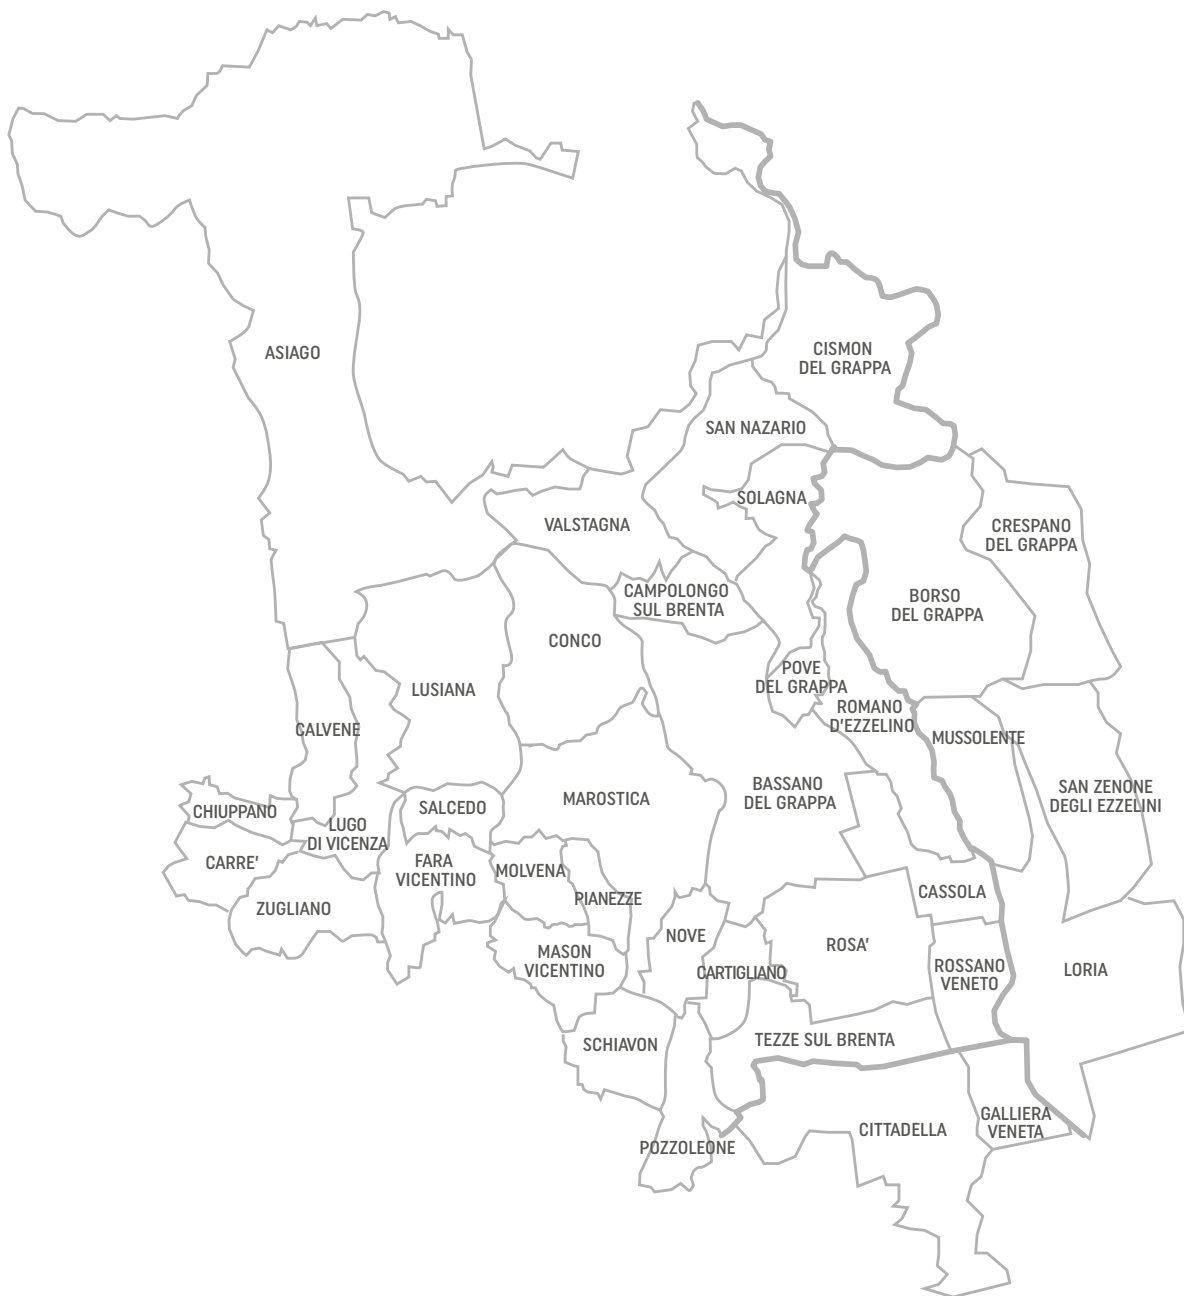 ASIAGO
CISMON
DEL GRAPPA
SAN NAZARIO
SOLAGNA
VALSTAGNA
CRESPANO
DEL GRAPPA
CAMPOLONGO
SUL BRENTA
BORSO
DEL GRAPPA
CONCO
LUSIANA
POVE
DEL GRAPPA
ROMANO
D'EZZELINO
CALVENE
MUSSOLENTE
BASSANO
DEL GRAPPA
SAN ZENONE
DEGLI EZZELINI
MAROSTICA
SALCEDO
CHIUPPANO
LUGO
DI VICENZA
CARRE'
FARA
VICENTINO
MOLVENA
PIANEZZE
CASSOLA
ZUGLIANO
NOVE
ROSA'
MASON
VICENTINO
CARTIGLIANO
ROSSANO
VENETO
LORIA
SCHIAVON
TEZZE SUL BRENTA
GALLIERA
VENETA
CITTADELLA
POZZOLEONE